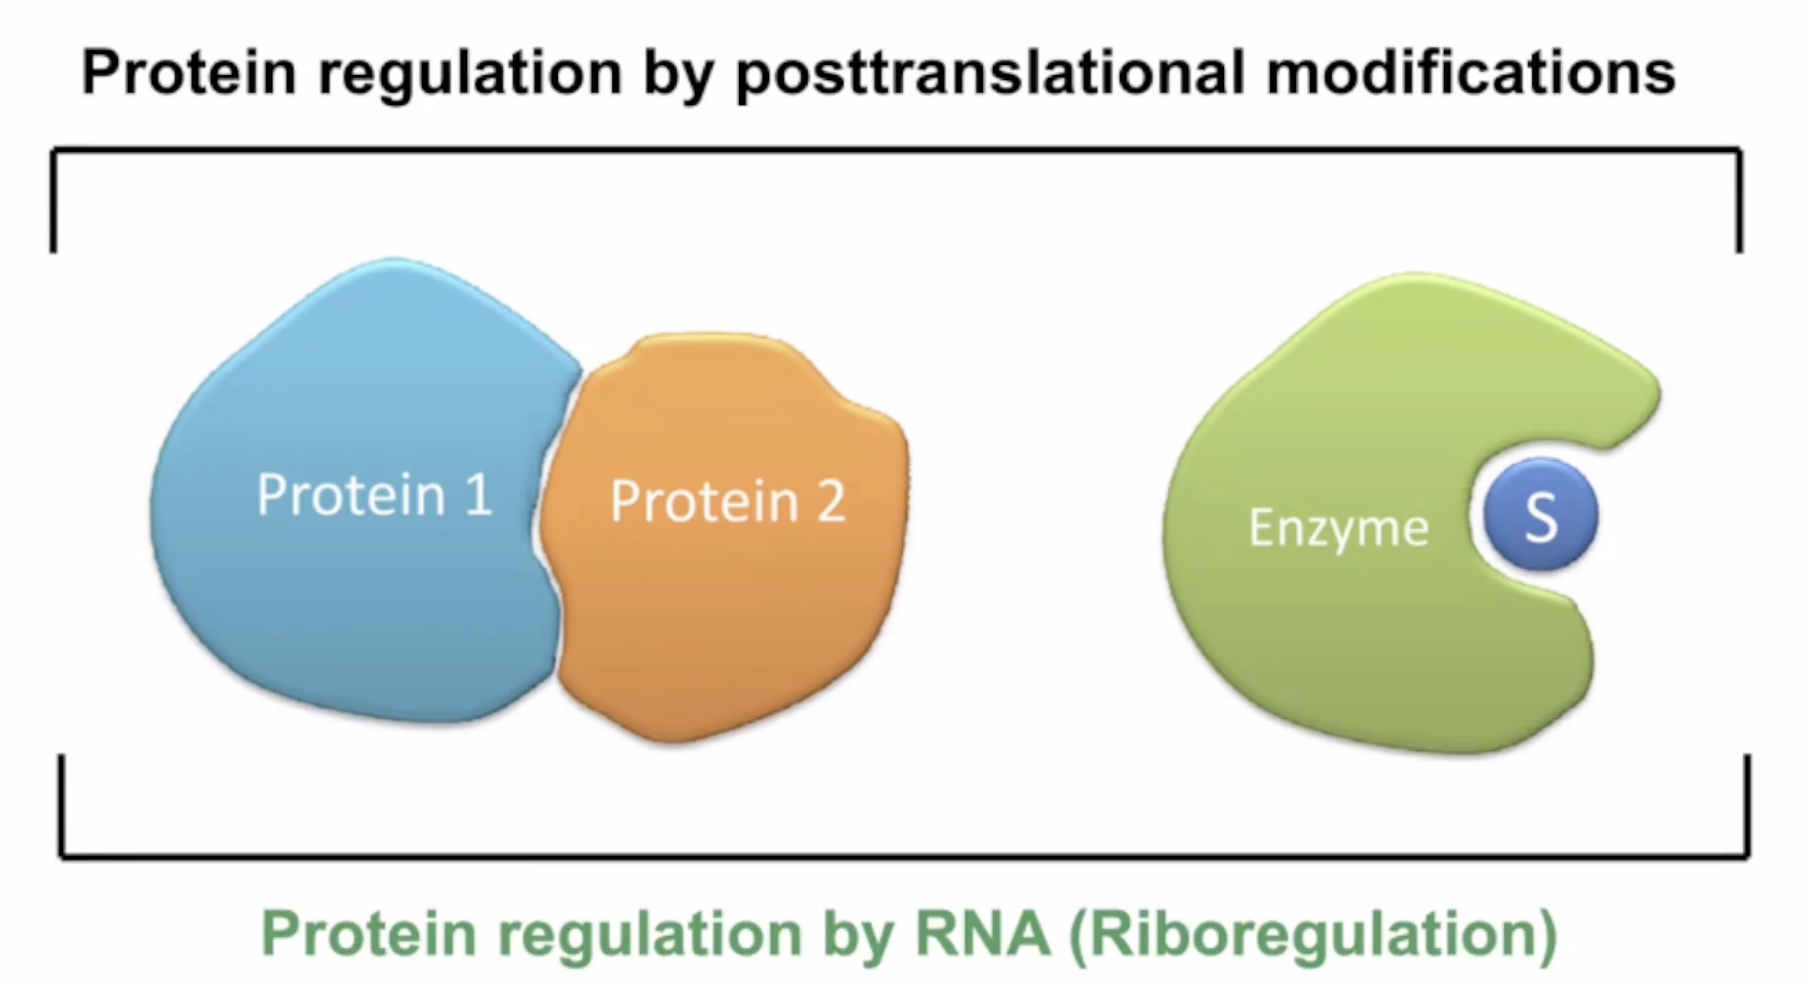 Protein regulation by posttranslational modifications
Protein 1
Protein 2
Enzyme
S
Protein regulation by RNA (Riboregulation)